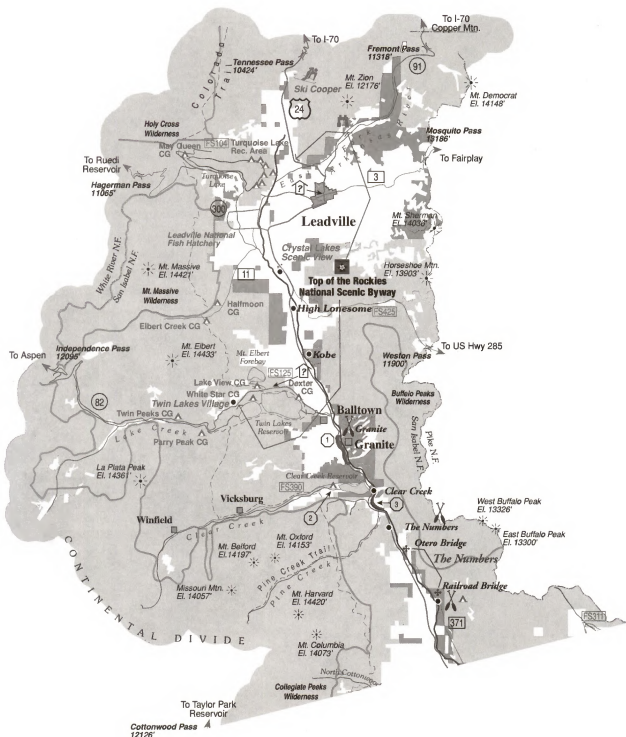 To I-70
Copper Mtn.
To I-70
Fremont Pass
11318'
Tennessee Pass
10424'
91
Colorado
Trail
Mt. Zion
El. 12176'
Ski Cooper
24
Mt. Democrat
El. 14148'
Holy Cross
Wilderness
Mosquito Pass
13186'
FS104
Turquoise Lake
Rec. Area
May Queen
CG
To Ruedi
Reservoir
Turquoise
Lake
To Fairplay
3
?
Hagerman Pass
11065'
300
Leadville
Mt. Sherman
El. 14036'
Leadville National
Fish Hatchery
Crystal Lakes
Scenic View
White River N.F.
San Isabel N.F.
Mt. Massive
El. 14421'
11
Horseshoe Mtn.
El. 13903'
Top of the Rockies
National Scenic Byway
Mt. Massive
Wilderness
Halfmoon
CG
High Lonesome
FS425
Elbert Creek CG
To Aspen
Independence Pass
12095'
Mt. Elbert
El. 14433'
Mt. Elbert
Forebay
Kobe
To US Hwy 285
Weston Pass
11900'
FS125
?
Lake View CG
Dexter
CG
White Star CG
Buffalo Peaks
Wilderness
82
Twin Lakes Village
Twin Peaks CG
Balltown
Twin Lakes
Reservoir
Granite
Lake Creek
Parry Peak CG
1
Granite
Pike N.F.
San Isabel N.F.
La Plata Peak
El. 14361'
Clear Creek Reservoir
FS390
Vicksburg
Clear Creek
West Buffalo Peak
El. 13326'
Winfield
Clear Creek
2
3
The Numbers
East Buffalo Peak
El. 13300'
Mt. Oxford
El. 14153'
Mt. Belford
El. 14197'
Otero Bridge
The Numbers
Pine Creek Trail
Pine Creek
Missouri Mtn.
El. 14057'
Railroad Bridge
Mt. Harvard
El. 14420'
CONTINENTAL DIVIDE
371
FS311
Mt. Columbia
El. 14073'
North Cottonwood
Collegiate Peeks
Wilderness
To Taylor Park
Reservoir
Cottonwood Pass
12126'